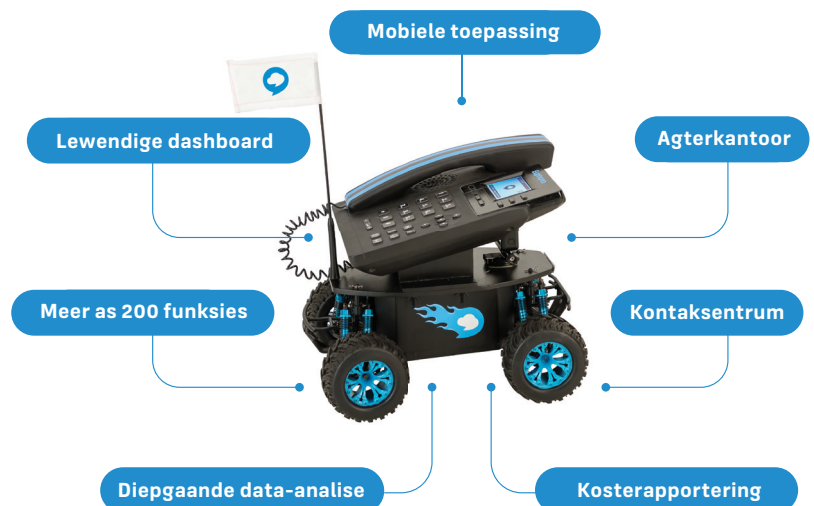 Mobiele toepassing
Lewendige dashboard
Agterkantoor
Meer as 200 funksies
Kontaksentrum
Diepgaande data-analise
Kosterapportering